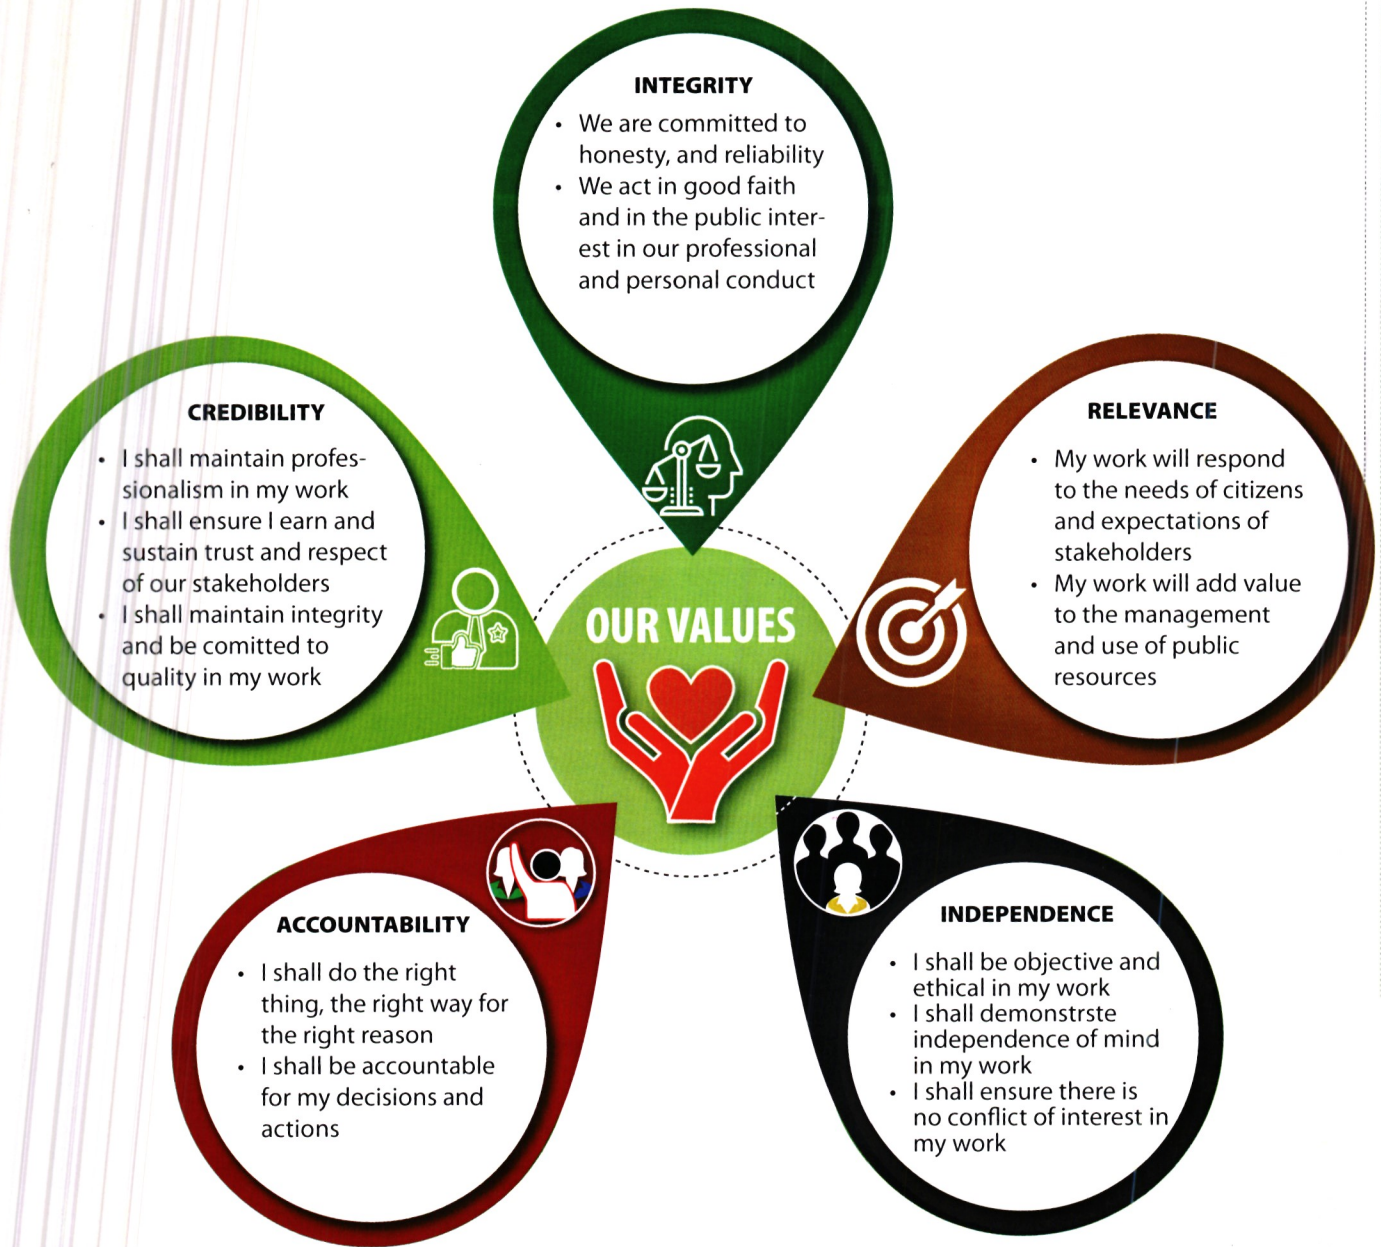 INTEGRITY
• We are committed to
honesty, and reliability
• We act in good faith
and in the public inter-
est in our professional
and personal conduct
CREDIBILITY
• I shall maintain profes-
sionalism in my work
• I shall ensure I earn and
sustain trust and respect
of our stakeholders
• I shall maintain integrity
and be comitted to
quality in my work
RELEVANCE
• My work will respond
to the needs of citizens
and expectations of
stakeholders
• My work will add value
to the management
and use of public
resources
OUR VALUES
ACCOUNTABILITY
• I shall do the right
thing, the right way for
the right reason
• I shall be accountable
for my decisions and
actions
INDEPENDENCE
• I shall be objective and
ethical in my work
• I shall demonstrste
independence of mind
in my work
• I shall ensure there is
no conflict of interest in
my work